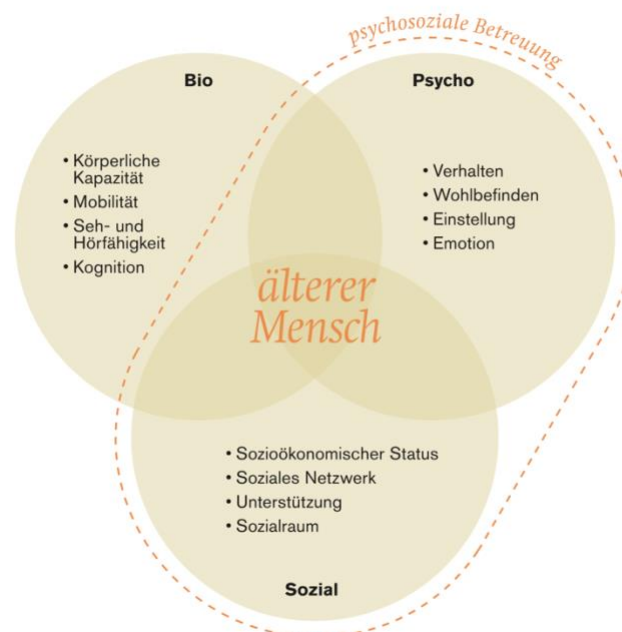 psychosoziale Betreuung
Bio
Psycho
• Körperliche
Kapazität
• Mobilität
• Seh- und
Hörfähigkeit
• Kognition
• Verhalten
• Wohlbefinden
• Einstellung
• Emotion
älterer
Mensch
• Sozioökonomischer Status
• Soziales Netzwerk
• Unterstützung
• Sozialraum
Sozial